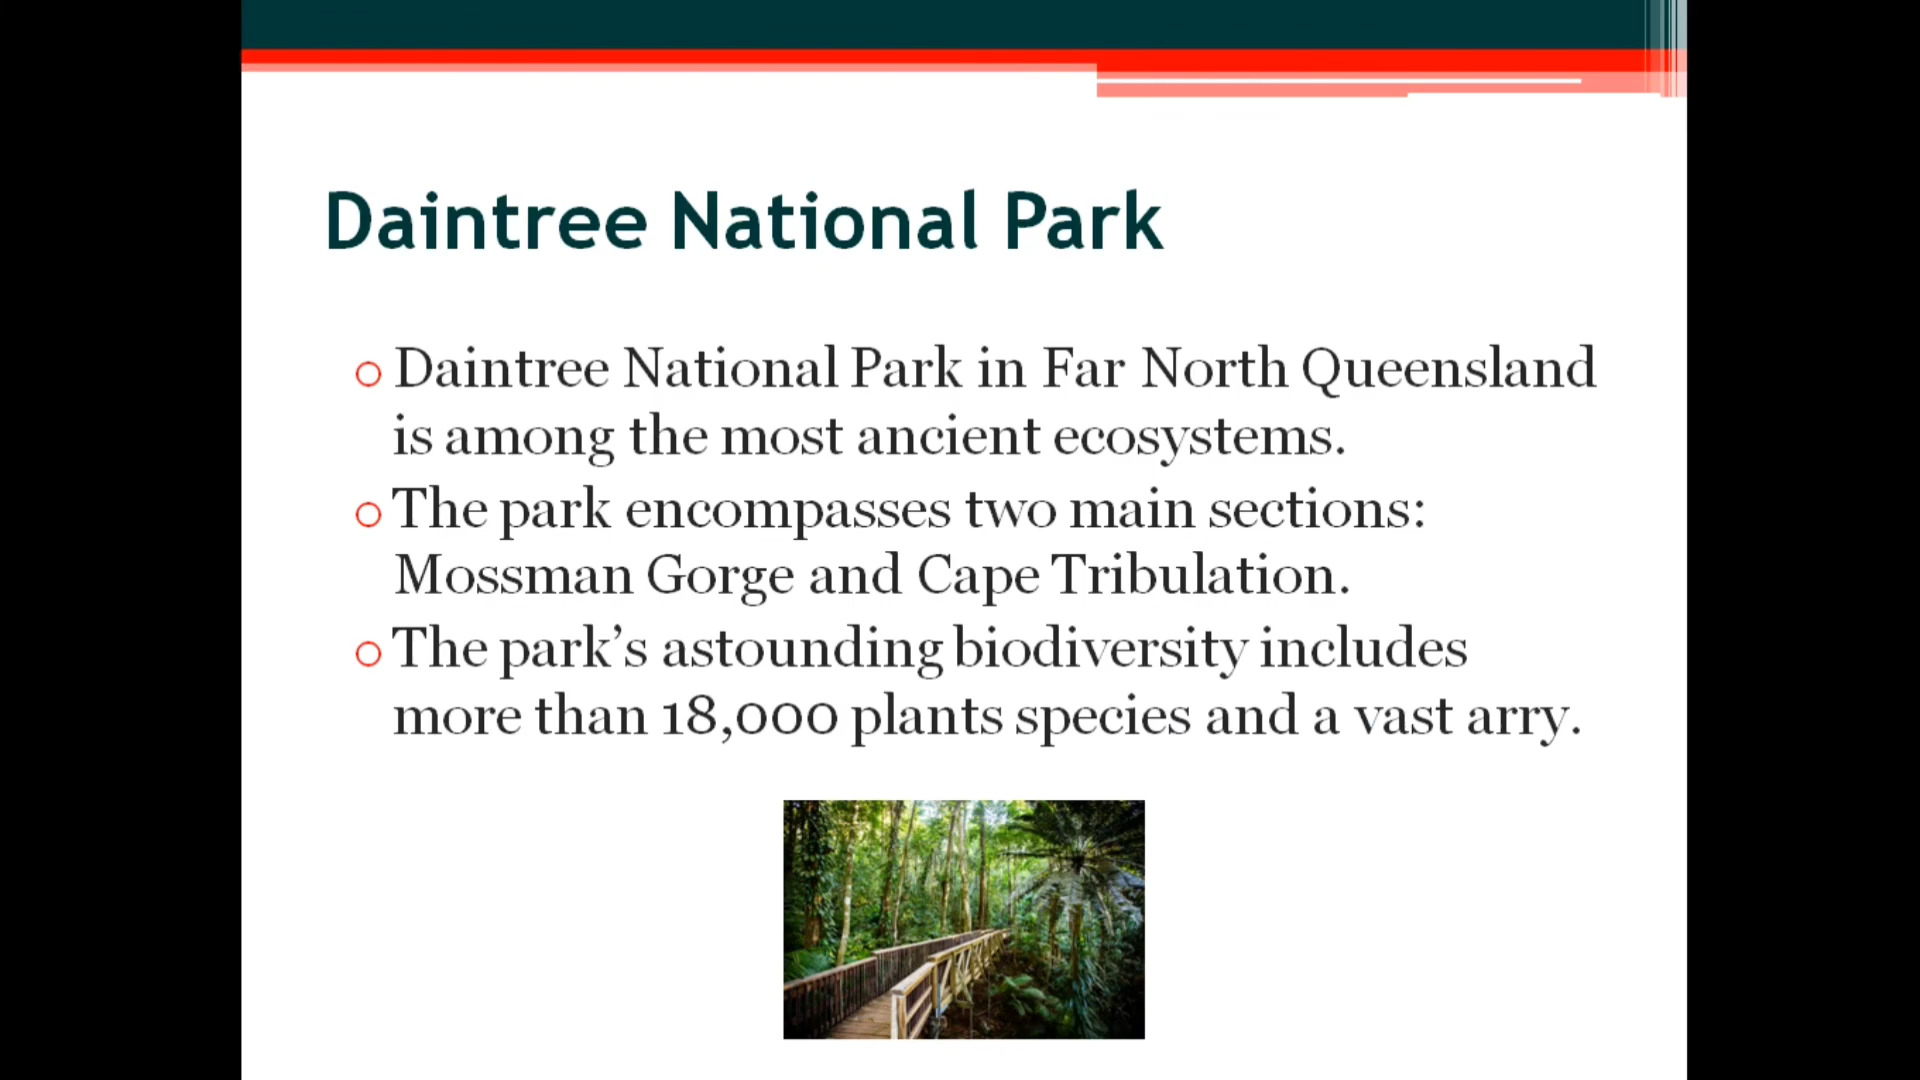 Daintree National Park
Daintree National Park in Far North Queensland
is among the most ancient ecosystems.
The park encompasses two main sections:
Mossman Gorge and Cape Tribulation.
The park’s astounding biodiversity includes
more than 18,000 plants species and a vast arry.